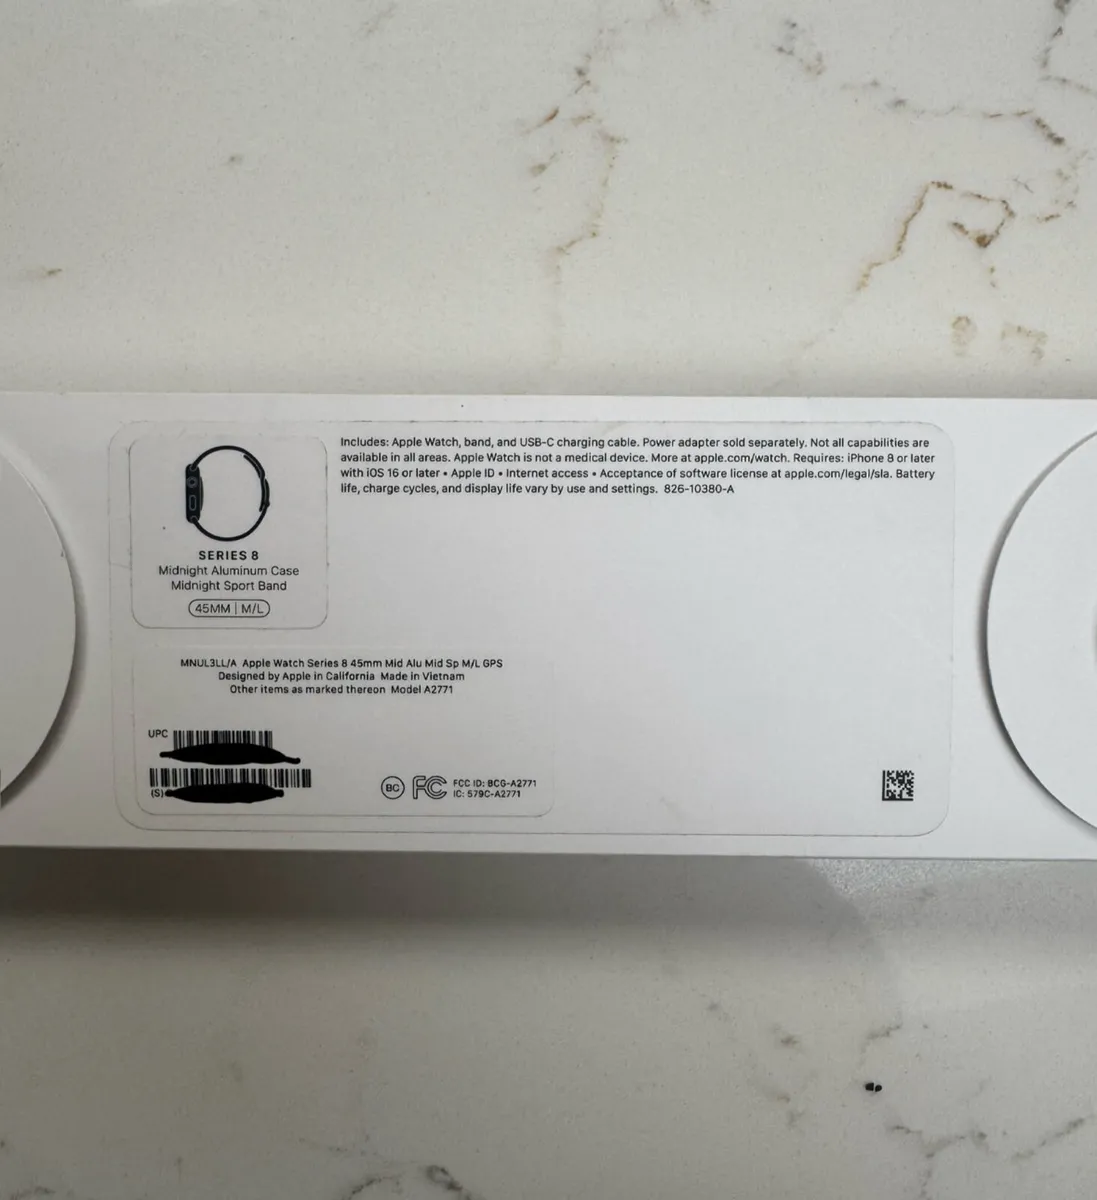 Includes: Apple Watch, band, and USB-C charging cable. Power adapter sold separately. Not all capabilities are
available in all areas. Apple Watch is not a medical device. More at apple.com/watch. Requires: iPhone 8 or later
with iOS 16 or later • Apple ID • Internet access • Acceptance of software license at apple.com/legal/sla. Battery
life, charge cycles, and display life vary by use and settings. 826-10380-A
SERIES 8
Midnight Aluminum Case
Midnight Sport Band
45MM | M/L
MNUL3LL/A Apple Watch Series 8 45mm Mid Alu Mid Sp M/L GPS
Designed by Apple in California Made in Vietnam
Other items as marked thereon Model A2771
UPC
(S)
BC FC FCC ID: BCG-A2771
IC: 579C-A2771